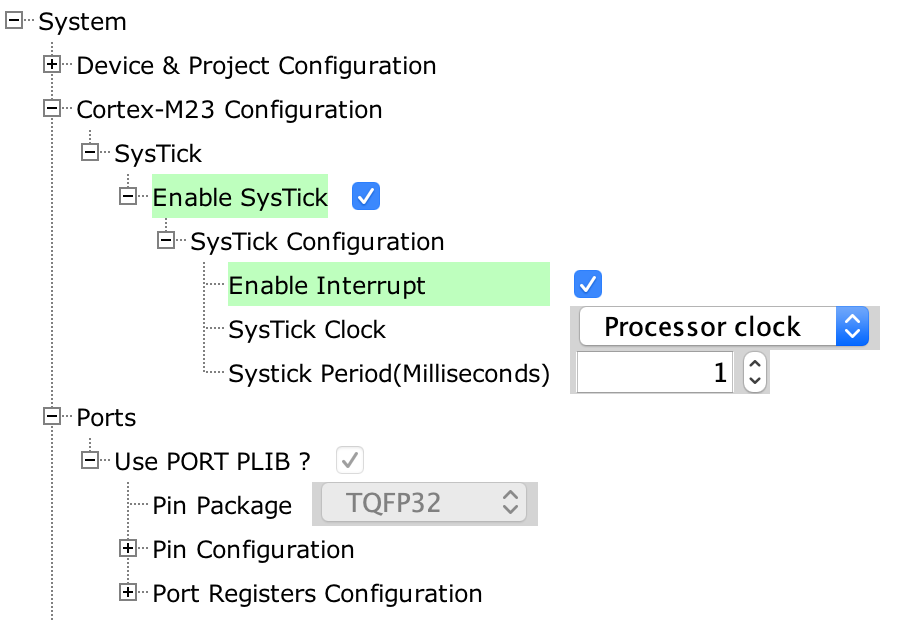 System
Device & Project Configuration
Cortex-M23 Configuration
SysTick
Enable SysTick
SysTick Configuration
Enable Interrupt
SysTick Clock Processor clock
Systick Period(Milliseconds) 1
Ports
Use PORT PLIB ?
Pin Package TQFP32
Pin Configuration
Port Registers Configuration